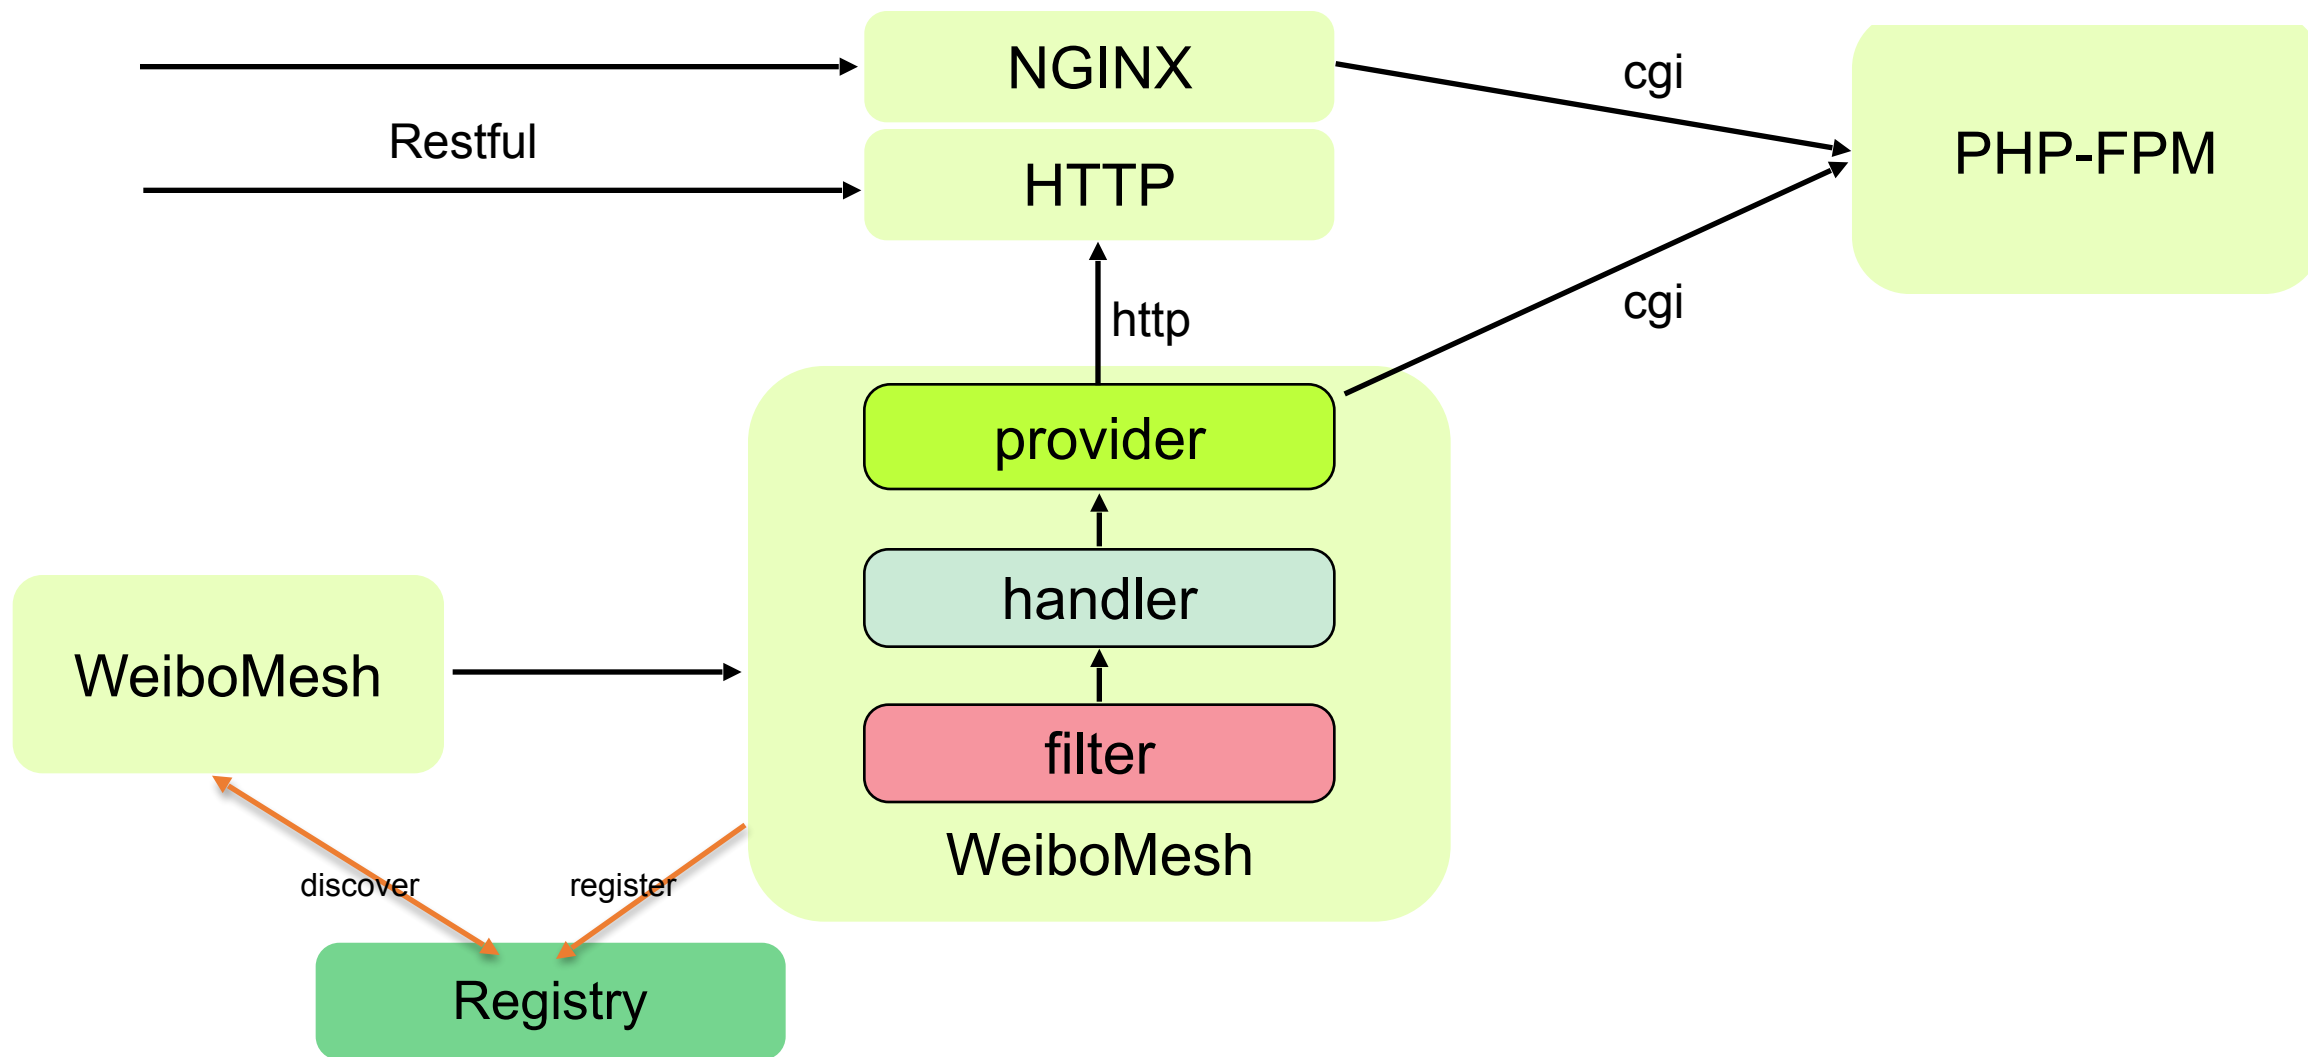 NGINX
cgi
Restful
HTTP
PHP-FPM
http
cgi
provider
handler
WeiboMesh
filter
WeiboMesh
discover
register
Registry